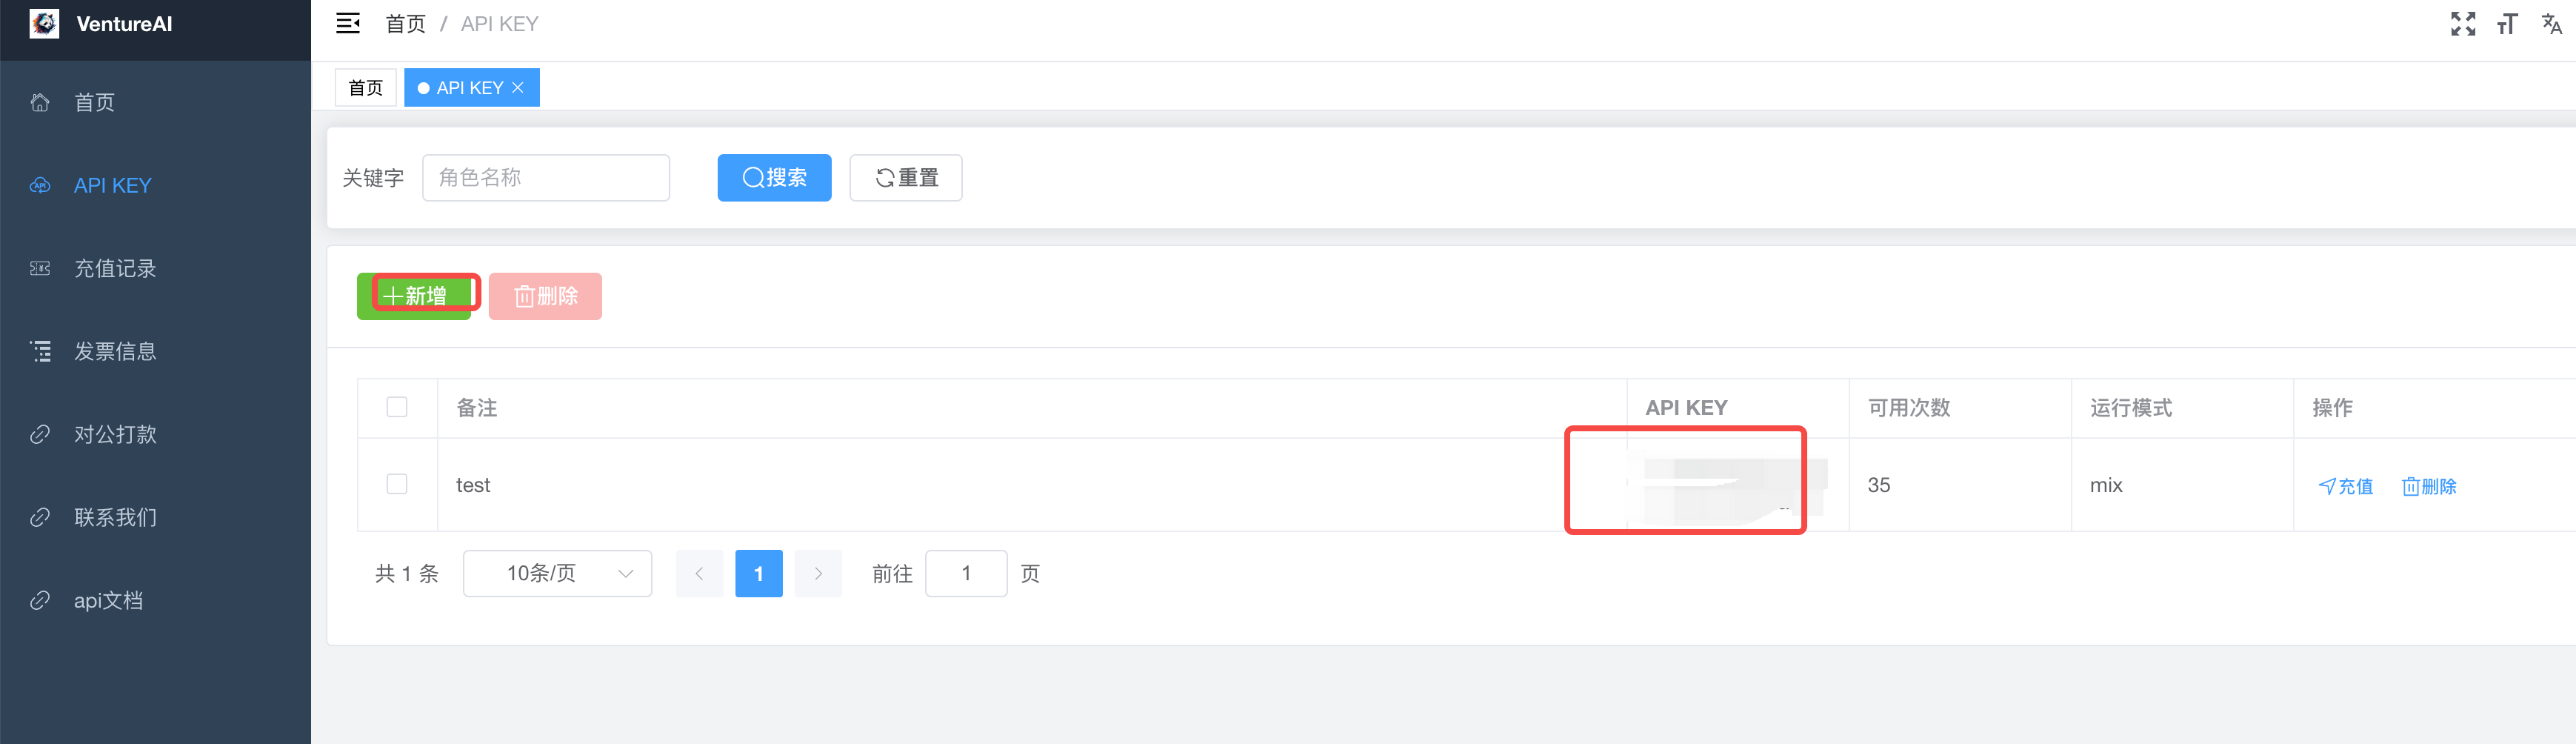 VentureAI
首页 / API KEY
首页
API KEY
首页
API KEY
充值记录
发票信息
对公打款
联系我们
api文档
关键字 角色名称 搜索 重置
新增 删除
备注 API KEY 可用次数 运行模式 操作
test 35 mix 充值 删除
共 1 条 10条/页 1 前往 1 页